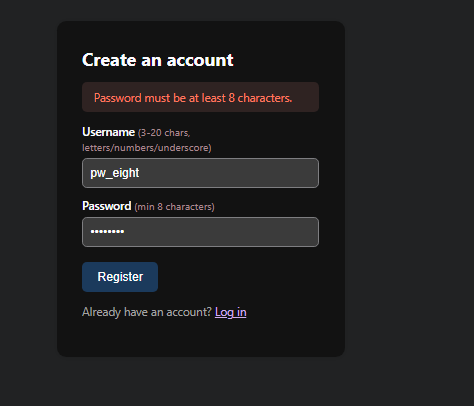 Create an account
Password must be at least 8 characters.
Username (3-20 chars,
letters/numbers/underscore)
pw_eight
Password (min 8 characters)
••••••••
Register
Already have an account? Log in